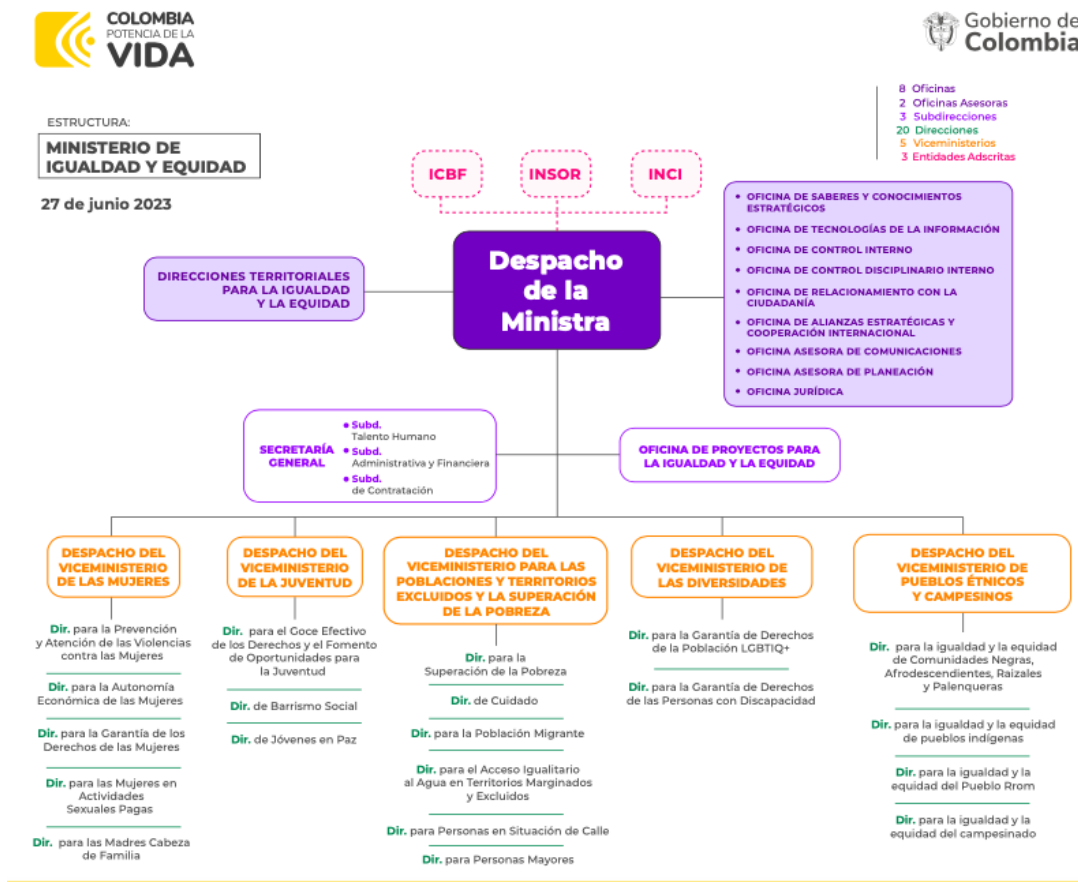 COLOMBIA
POTENCIA DE LA
VIDA
Gobierno de
Colombia
8 Oficinas
2 Oficinas Asesoras
3 Subdirecciones
20 Direcciones
5 Viceministerios
3 Entidades Adscritas
ESTRUCTURA:
MINISTERIO DE
IGUALDAD Y EQUIDAD
27 de junio 2023
ICBF
INSOR
INCI
Despacho
de la
Ministra
DIRECCIONES TERRITORIALES
PARA LA IGUALDAD
Y LA EQUIDAD
• OFICINA DE SABERES Y CONOCIMIENTOS
ESTRATÉGICOS
• OFICINA DE TECNOLOGÍAS DE LA INFORMACIÓN
• OFICINA DE CONTROL INTERNO
• OFICINA DE CONTROL DISCIPLINARIO INTERNO
• OFICINA DE RELACIONAMIENTO CON LA
CIUDADANÍA
• OFICINA DE ALIANZAS ESTRATÉGICAS Y
COOPERACIÓN INTERNACIONAL
• OFICINA ASESORA DE COMUNICACIONES
• OFICINA ASESORA DE PLANEACIÓN
• OFICINA JURÍDICA
SECRETARÍA
GENERAL
• Subd.
Talento Humano
• Subd.
Administrativa y Financiera
• Subd.
de Contratación
OFICINA DE PROYECTOS PARA
LA IGUALDAD Y LA EQUIDAD
DESPACHO DEL
VICEMINISTERIO
DE LAS MUJERES
Dir. para la Prevención
y Atención de las Violencias
contra las Mujeres
Dir. para la Autonomía
Económica de las Mujeres
Dir. para la Garantía de los
Derechos de las Mujeres
Dir. para las Mujeres en
Actividades
Sexuales Pagas
Dir. para las Madres Cabeza
de Familia
DESPACHO DEL
VICEMINISTERIO
DE LA JUVENTUD
Dir. para el Goce Efectivo
de los Derechos y el Fomento
de Oportunidades para
la Juventud
Dir. de Barrismo Social
Dir. de Jóvenes en Paz
DESPACHO DEL
VICEMINISTERIO PARA LAS
POBLACIONES Y TERRITORIOS
EXCLUIDOS Y LA SUPERACIÓN
DE LA POBREZA
Dir. para la
Superación de la Pobreza
Dir. de Cuidado
Dir. para la Población Migrante
Dir. para el Acceso Igualitario
al Agua en Territorios Marginados
y Excluidos
Dir. para Personas en Situación de Calle
Dir. para Personas Mayores
DESPACHO DEL
VICEMINISTERIO DE
LAS DIVERSIDADES
Dir. para la Garantía de Derechos
de la Población LGBTIQ+
Dir. para la Garantía de Derechos
de las Personas con Discapacidad
DESPACHO DEL
VICEMINISTERIO DE
PUEBLOS ÉTNICOS
Y CAMPESINOS
Dir. para la igualdad y la equidad
de Comunidades Negras,
Afrodescendientes, Raizales
y Palenqueras
Dir. para la igualdad y la equidad
de pueblos indígenas
Dir. para la igualdad y la
equidad del Pueblo Rrom
Dir. para la igualdad y la
equidad del campesinado